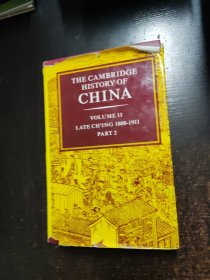 THE CAMBRIDGE
HISTORY OF
CHINA
VOLUME 11
LATE CH'ING 1800-1911
PART 2